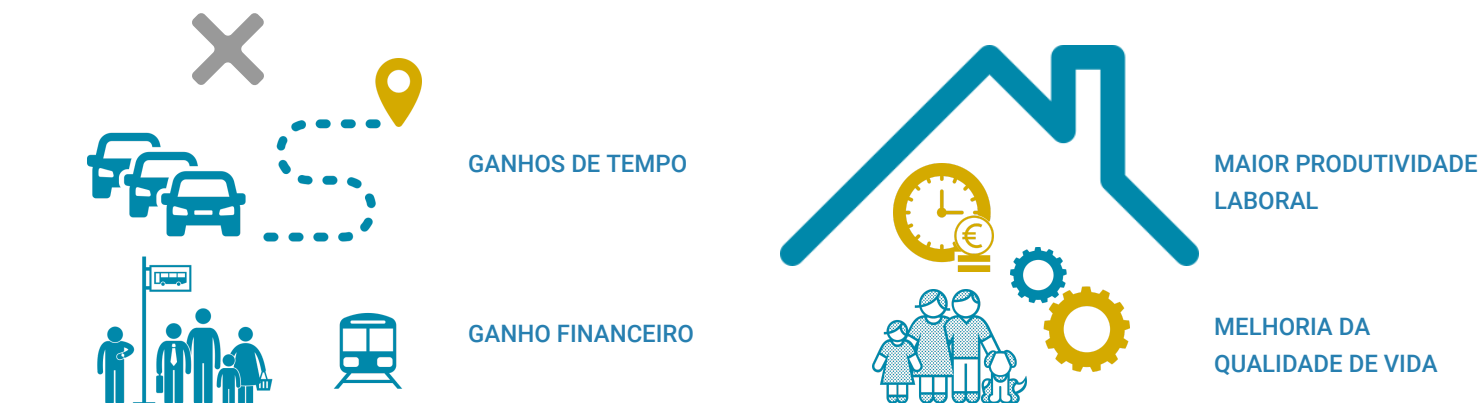 GANHOS DE TEMPO
GANHO FINANCEIRO
€
MAIOR PRODUTIVIDADE
LABORAL
MELHORIA DA
QUALIDADE DE VIDA